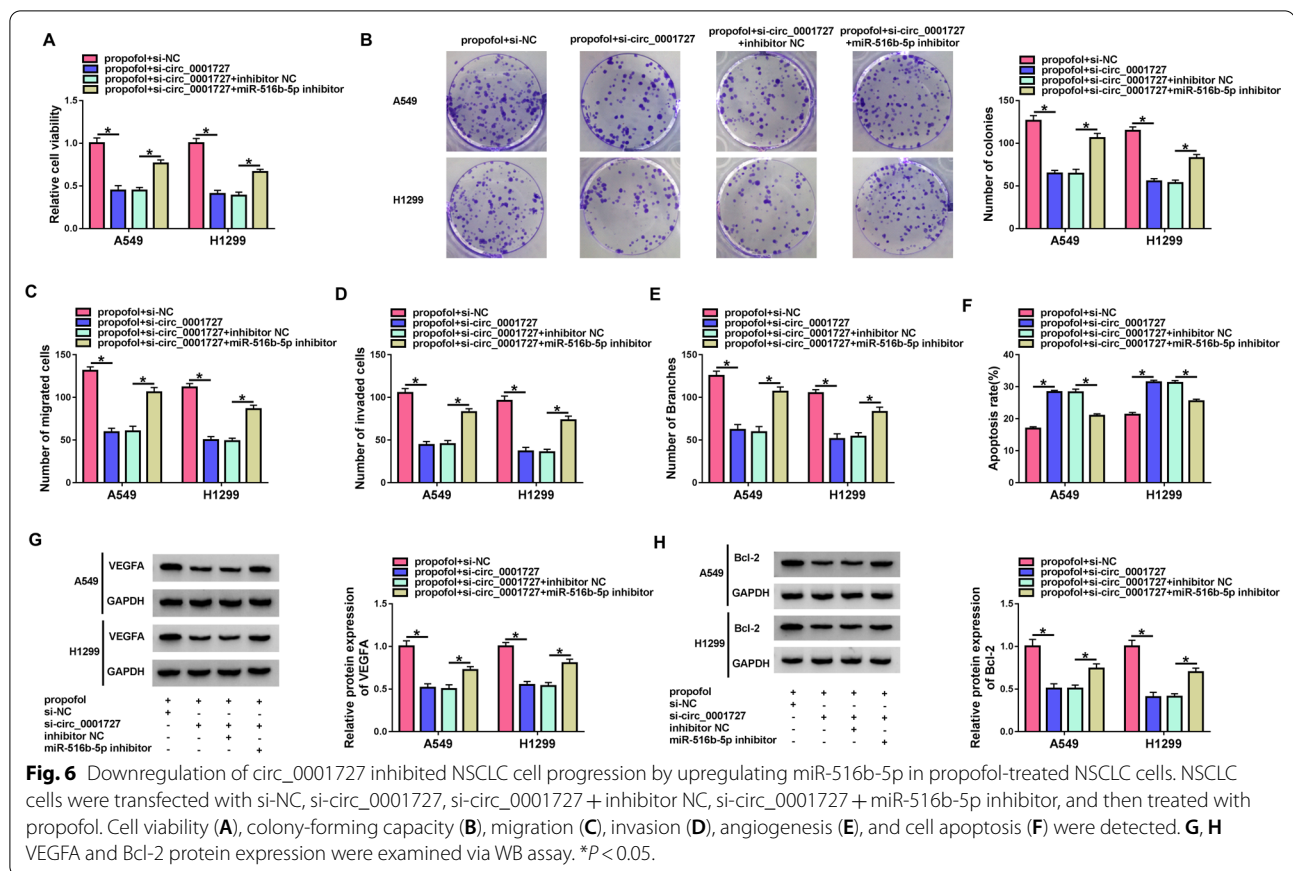 A
propofol+si-NC
propofol+si-circ_0001727
propofol+si-circ_0001727+inhibitor NC
propofol+si-circ_0001727+miR-516b-5p inhibitor
Relative cell viability
1.5
1.0
0.5
0.0
*
*
*
*
A549
H1299
B
propofol+si-NC
propofol+si-circ_0001727
propofol+si-circ_0001727
+inhibitor NC
propofol+si-circ_0001727
+miR-516b-5p inhibitor
A549
H1299
propofol+si-NC
propofol+si-circ_0001727
propofol+si-circ_0001727+inhibitor NC
propofol+si-circ_0001727+miR-516b-5p inhibitor
Number of colonies
150
100
50
0
*
*
*
*
A549
H1299
C
propofol+si-NC
propofol+si-circ_0001727
propofol+si-circ_0001727+inhibitor NC
propofol+si-circ_0001727+miR-516b-5p inhibitor
Number of migrated cells
150
100
50
0
*
*
*
*
A549
H1299
D
propofol+si-NC
propofol+si-circ_0001727
propofol+si-circ_0001727+inhibitor NC
propofol+si-circ_0001727+miR-516b-5p inhibitor
Number of invaded cells
150
100
50
0
*
*
*
*
A549
H1299
E
propofol+si-NC
propofol+si-circ_0001727
propofol+si-circ_0001727+inhibitor NC
propofol+si-circ_0001727+miR-516b-5p inhibitor
Number of Branches
150
100
50
0
*
*
*
*
A549
H1299
F
propofol+si-NC
propofol+si-circ_0001727
propofol+si-circ_0001727+inhibitor NC
propofol+si-circ_0001727+miR-516b-5p inhibitor
Apoptosis rate(%)
40
30
20
10
0
*
*
*
*
A549
H1299
G
A549
VEGFA
GAPDH
H1299
VEGFA
GAPDH
propofol + + + +
si-NC + - - -
si-circ_0001727 - + + +
inhibitor NC - - + -
miR-516b-5p inhibitor - - - +
propofol+si-NC
propofol+si-circ_0001727
propofol+si-circ_0001727+inhibitor NC
propofol+si-circ_0001727+miR-516b-5p inhibitor
Relative protein expression
of VEGFA
1.5
1.0
0.5
0.0
*
*
*
*
A549
H1299
H
A549
Bcl-2
GAPDH
H1299
Bcl-2
GAPDH
propofol + + + +
si-NC + - - -
si-circ_0001727 - + + +
inhibitor NC - - + -
miR-516b-5p inhibitor - - - +
propofol+si-NC
propofol+si-circ_0001727
propofol+si-circ_0001727+inhibitor NC
propofol+si-circ_0001727+miR-516b-5p inhibitor
Relative protein expression
of Bcl-2
1.5
1.0
0.5
0.0
*
*
*
*
A549
H1299
Fig. 6 Downregulation of circ_0001727 inhibited NSCLC cell progression by upregulating miR-516b-5p in propofol-treated NSCLC cells. NSCLC
cells were transfected with si-NC, si-circ_0001727, si-circ_0001727 + inhibitor NC, si-circ_0001727 + miR-516b-5p inhibitor, and then treated with
propofol. Cell viability (A), colony-forming capacity (B), migration (C), invasion (D), angiogenesis (E), and cell apoptosis (F) were detected. G, H
VEGFA and Bcl-2 protein expression were examined via WB assay. *P < 0.05.